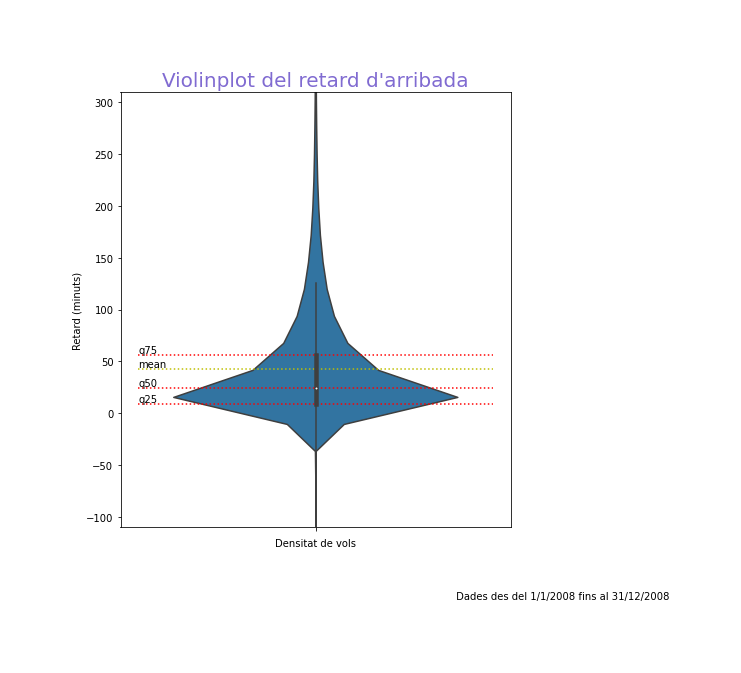 Violinplot del retard d'arribada
300
250
200
150
100
50
0
−50
−100
Retard (minuts)
q75
mean
q50
q25
Densitat de vols
Dades des del 1/1/2008 fins al 31/12/2008